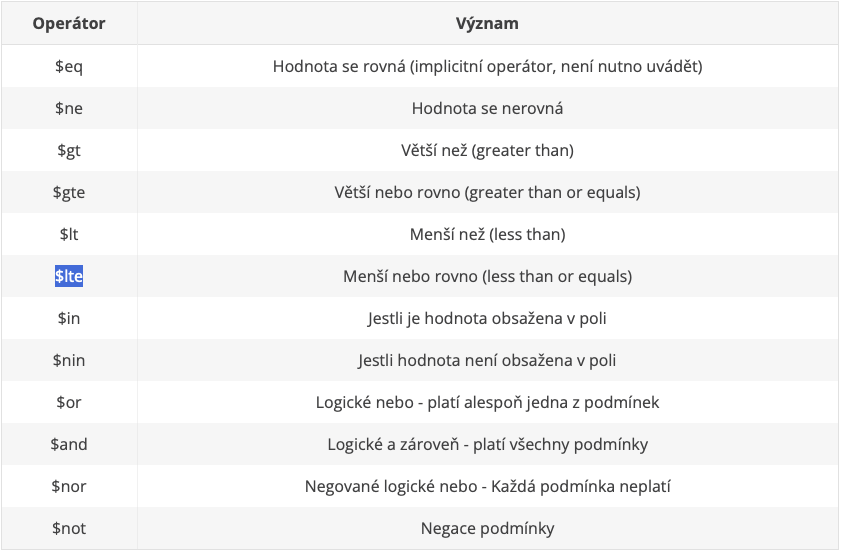 Operátor Význam
$eq Hodnota se rovná (implicitní operátor, není nutno uvádět)
$ne Hodnota se nerovná
$gt Větší než (greater than)
$gte Větší nebo rovno (greater than or equals)
$lt Menší než (less than)
$lte Menší nebo rovno (less than or equals)
$in Jestli je hodnota obsažena v poli
$nin Jestli hodnota není obsažena v poli
$or Logické nebo - platí alespoň jedna z podmínek
$and Logické a zároveň - platí všechny podmínky
$nor Negované logické nebo - Každá podmínka neplatí
$not Negace podmínky